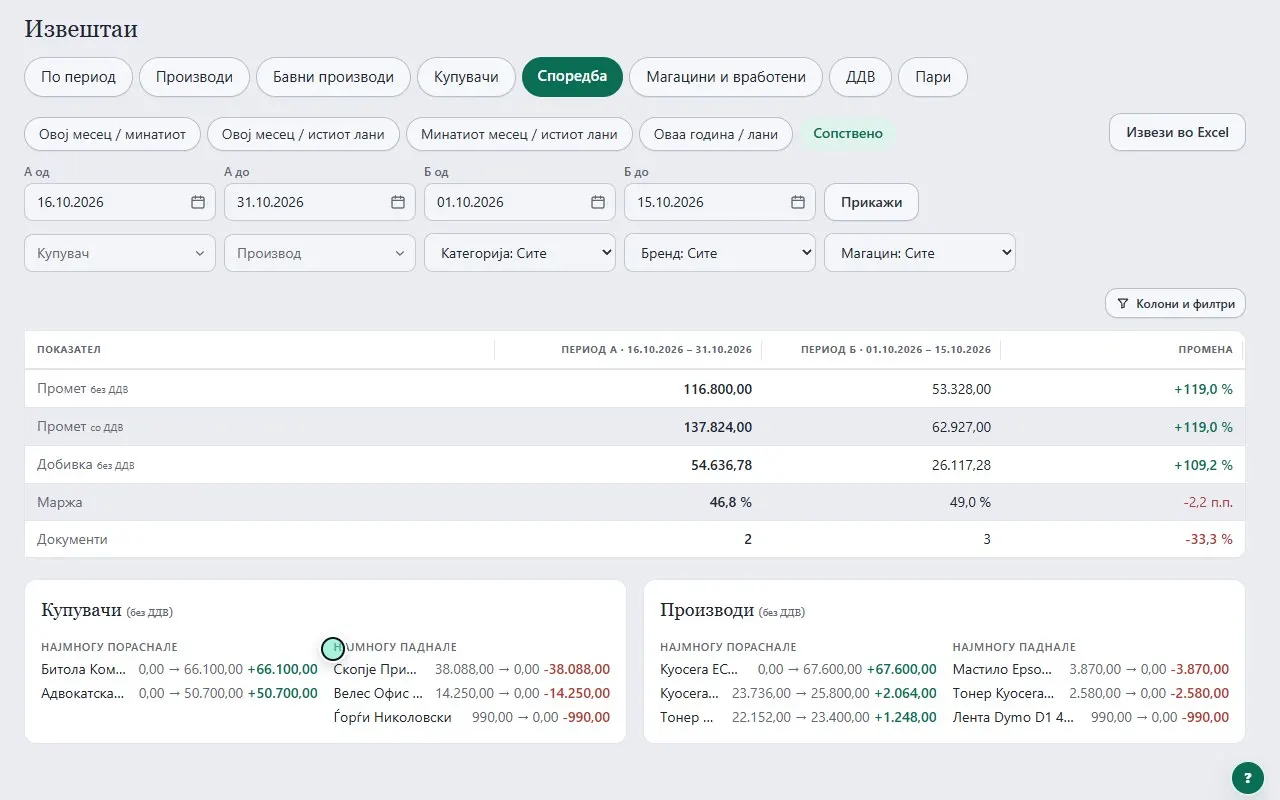 Извештаи
По период Производи Бавни производи Купувачи Споредба Магацини и вработени ДДВ Пари
Овој месец / минатиот Овој месец / истиот лани Минатиот месец / истиот лани Оваа година / лани Сопствено Извези во Excel
А од А до Б од Б до
16.10.2026 31.10.2026 01.10.2026 15.10.2026 Прикажи
Купувач Производ Категорија: Сите Бренд: Сите Магацин: Сите
Колони и филтри
ПОКАЗАТЕЛ ПЕРИОД А · 16.10.2026 – 31.10.2026 ПЕРИОД Б · 01.10.2026 – 15.10.2026 ПРОМЕНА
Промет без ДДВ 116.800,00 53.328,00 +119,0 %
Промет со ДДВ 137.824,00 62.927,00 +119,0 %
Добивка без ДДВ 54.636,78 26.117,28 +109,2 %
Маржа 46,8 % 49,0 % -2,2 п.п.
Документи 2 3 -33,3 %
Купувачи (без ДДВ)
НАЈМНОГУ ПОРАСНАЛЕ
Битола Ком... 0,00 → 66.100,00 +66.100,00
Адвокатска... 0,00 → 50.700,00 +50.700,00
НАЈМНОГУ ПАДНАЛЕ
Скопје При... 38.088,00 → 0,00 -38.088,00
Велес Офис ... 14.250,00 → 0,00 -14.250,00
Ѓорѓи Николовски 990,00 → 0,00 -990,00
Производи (без ДДВ)
НАЈМНОГУ ПОРАСНАЛЕ
Kyocera EC... 0,00 → 67.600,00 +67.600,00
Kyocera... 23.736,00 → 25.800,00 +2.064,00
Тонер ... 22.152,00 → 23.400,00 +1.248,00
НАЈМНОГУ ПАДНАЛЕ
Мастило Epso... 3.870,00 → 0,00 -3.870,00
Тонер Kyocera... 2.580,00 → 0,00 -2.580,00
Лента Dymo D1 4... 990,00 → 0,00 -990,00
?